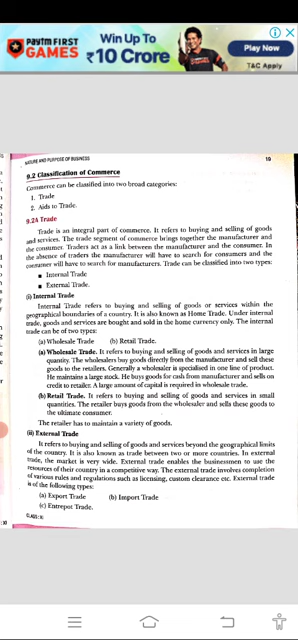 paytm FIRST GAMES
Win Up To
₹10 Crore
Play Now
T&C Apply
NATURE AND PURPOSE OF BUSINESS 19
9.2 Classification of Commerce
Commerce can be classified into two broad categories:
1. Trade
2. Aids to Trade.
9.2A Trade
Trade is an integral part of commerce. It refers to buying and selling of goods
and services. The trade segment of commerce brings together the manufacturer and
the consumer. Traders act as a link between the manufacturer and the consumer. In
the absence of traders the manufacturer will have to search for consumers and the
consumer will have to search for manufacturers. Trade can be classified into two types:
■ Internal Trade
■ External Trade.
(i) Internal Trade
Internal Trade refers to buying and selling of goods or services within the
geographical boundaries of a country. It is also known as Home Trade. Under internal
trade, goods and services are bought and sold in the home currency only. The internal
trade can be of two types:
(a) Wholesale Trade (b) Retail Trade.
(a) Wholesale Trade. It refers to buying and selling of goods and services in large
quantity. The wholesalers buy goods directly from the manufacturer and sell these
goods to the retailers. Generally a wholesaler is specialised in one line of product.
He maintains a large stock. He buys goods for cash from manufacturer and sells on
credit to retailer. A large amount of capital is required in wholesale trade.
(b) Retail Trade. It refers to buying and selling of goods and services in small
quantities. The retailer buys goods from the wholesaler and sells these goods to
the ultimate consumer.
The retailer has to maintain a variety of goods.
(ii) External Trade
It refers to buying and selling of goods and services beyond the geographical limits
of the country. It is also known as trade between two or more countries. In external
trade, the market is very wide. External trade enables the businessmen to use the
resources of their country in a competitive way. The external trade involves completion
of various rules and regulations such as licensing, custom clearance etc. External trade
is of the following types:
(a) Export Trade (b) Import Trade
(c) Entrepot Trade.
CLASS : XI